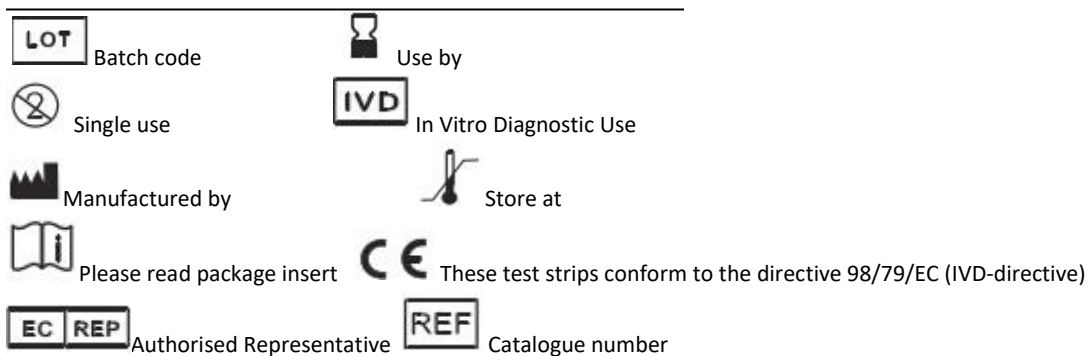 LOT Batch code Use by
2 Single use IVD In Vitro Diagnostic Use
Manufactured by Store at
i Please read package insert CE These test strips conform to the directive 98/79/EC (IVD-directive)
EC REP Authorised Representative REF Catalogue number